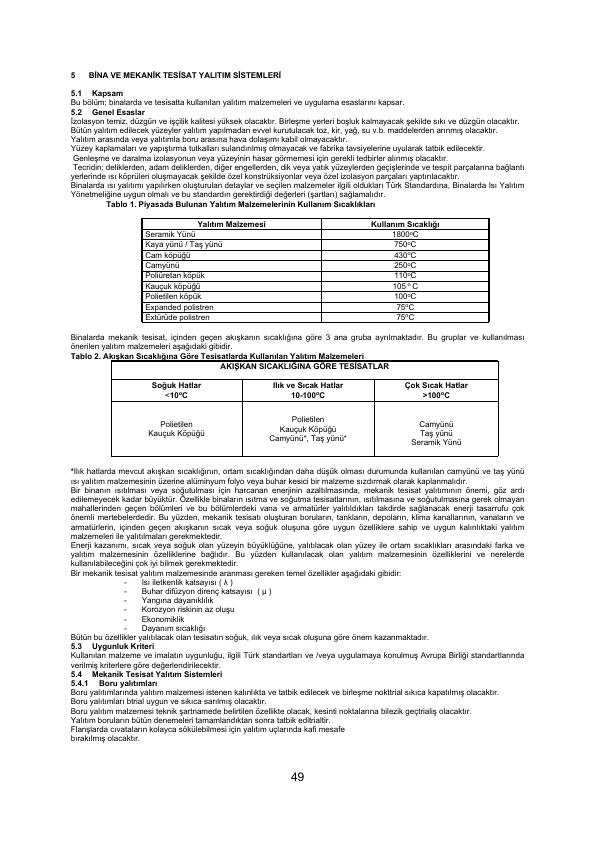 5 BİNA VE MEKANİK TESİSAT YALITIM SİSTEMLERİ
5.1 Kapsam
Bu bölüm; binalarda ve tesisatta kullanılan yalıtım malzemeleri ve uygulama esaslarını kapsar.
5.2 Genel Esaslar
İzolasyon temiz, düzgün ve işçilik kalitesi yüksek olacaktır. Birleşme yerleri boşluk kalmayacak şekilde sıkı ve düzgün olacaktır.
Bütün yalıtım edilecek yüzeyler yalıtım yapılmadan evvel kurutulacak toz, kir, yağ, su v.b. maddelerden arınmış olacaktır.
Yalıtım arasında veya yalıtımla boru arasına hava dolaşımı kabil olmayacaktır.
Yüzey kaplamaları ve yapıştırma tutkalları sulandırılmış olmayacak ve fabrika tavsiyelerine uyularak tatbik edilecektir.
Genleşme ve daralma izolasyonun veya yüzeyinin hasar görmemesi için gerekli tedbirler alınmış olacaktır.
Tecridin; deliklerden, adam deliklerden, diğer engellerden, dik veya yatık yüzeylerden geçişlerinde ve tespit parçalarına bağlantı
yerlerinde ısı köprüleri oluşmayacak şekilde özel konstrüksiyonlar veya özel izolasyon parçaları yaptırılacaktır.
Binalarda ısı yalıtımı yapılırken oluşturulan detaylar ve seçilen malzemeler ilgili oldukları Türk Standardına, Binalarda Isı Yalıtım
Yönetmeliğine uygun olmalı ve bu standardın gerektirdiği değerleri (şartları) sağlamalıdır.
Tablo 1. Piyasada Bulunan Yalıtım Malzemelerinin Kullanım Sıcaklıkları
Yalıtım Malzemesi Kullanım Sıcaklığı
Seramik Yünü 1800ºC
Kaya yünü / Taş yünü 750ºC
Cam köpüğü 430ºC
Camyünü 250ºC
Poliüretan köpük 110ºC
Kauçuk köpüğü 105 º C
Polietilen köpük 100ºC
Expanded polistren 75ºC
Extürüde polistren 75ºC
Binalarda mekanik tesisat, içinden geçen akışkanın sıcaklığına göre 3 ana gruba ayrılmaktadır. Bu gruplar ve kullanılması
önerilen yalıtım malzemeleri aşağıdaki gibidir.
Tablo 2. Akışkan Sıcaklığına Göre Tesisatlarda Kullanılan Yalıtım Malzemeleri
AKIŞKAN SICAKLIĞINA GÖRE TESİSATLAR
Soğuk Hatlar Ilık ve Sıcak Hatlar Çok Sıcak Hatlar
<10ºC 10-100ºC >100ºC
Polietilen
Kauçuk Köpüğü
Polietilen
Kauçuk Köpüğü
Camyünü*, Taş yünü*
Camyünü
Taş yünü
Seramik Yünü
*Ilık hatlarda mevcut akışkan sıcaklığının, ortam sıcaklığından daha düşük olması durumunda kullanılan camyünü ve taş yünü
ısı yalıtım malzemesinin üzerine alüminyum folyo veya buhar kesici bir malzeme sızdırmak olarak kaplanmalıdır.
Bir binanın ısıtılması veya soğutulması için harcanan enerjinin azaltılmasında, mekanik tesisat yalıtımının önemi, göz ardı
edilemeyecek kadar büyüktür. Özellikle binaların ısıtma ve soğutma tesisatlarının, ısıtılmasına ve soğutulmasına gerek olmayan
mahallerinden geçen bölümleri ve bu bölümlerdeki vana ve armatürler yalıtıldıkları takdirde sağlanacak enerji tasarrufu çok
önemli mertebelerdedir. Bu yüzden, mekanik tesisatı oluşturan boruların, tankların, depoların, klima kanallarının, vanaların ve
armatürlerin, içinden geçen akışkanın sıcak veya soğuk oluşuna göre uygun özelliklere sahip ve uygun kalınlıktaki yalıtım
malzemeleri ile yalıtılmaları gerekmektedir.
Enerji kazanımı, sıcak veya soğuk olan yüzeyin büyüklüğüne, yalıtılacak olan yüzey ile ortam sıcaklıkları arasındaki farka ve
yalıtım malzemesinin özelliklerine bağlıdır. Bu yüzden kullanılacak olan yalıtım malzemesinin özelliklerini ve nerelerde
kullanılabileceğini çok iyi bilmek gerekmektedir.
Bir mekanik tesisat yalıtım malzemesinde aranması gereken temel özellikler aşağıdaki gibidir:
- Isı iletkenlik katsayısı ( λ )
- Buhar difüzyon direnç katsayısı ( μ )
- Yangına dayanıklılık
- Korozyon riskinin az oluşu
- Ekonomiklik
- Dayanım sıcaklığı
Bütün bu özellikler yalıtılacak olan tesisatın soğuk, ılık veya sıcak oluşuna göre önem kazanmaktadır.
5.3 Uygunluk Kriteri
Kullanılan malzeme ve imalatın uygunluğu, ilgili Türk standartları ve /veya uygulamaya konulmuş Avrupa Birliği standartlarında
verilmiş kriterlere göre değerlendirilecektir.
5.4 Mekanik Tesisat Yalıtım Sistemleri
5.4.1 Boru yalıtımları
Boru yalıtımlarında yalıtım malzemesi istenen kalınlıkta ve tatbik edilecek ve birleşme nokttrial sıkıca kapatılmış olacaktır.
Boru yalıtımları btrial uygun ve sıkıca sarılmış olacaktır.
Boru yalıtım malzemesi teknik şartnamede belirtilen özellikte olacak, kesinti noktalarına bilezik geçtrialiş olacaktır.
Yalıtım boruların bütün denemeleri tamamlandıktan sonra tatbik editrialtir.
Flanşlarda cıvataların kolayca sökülebilmesi için yalıtım uçlarında kafi mesafe
bırakılmış olacaktır.
49